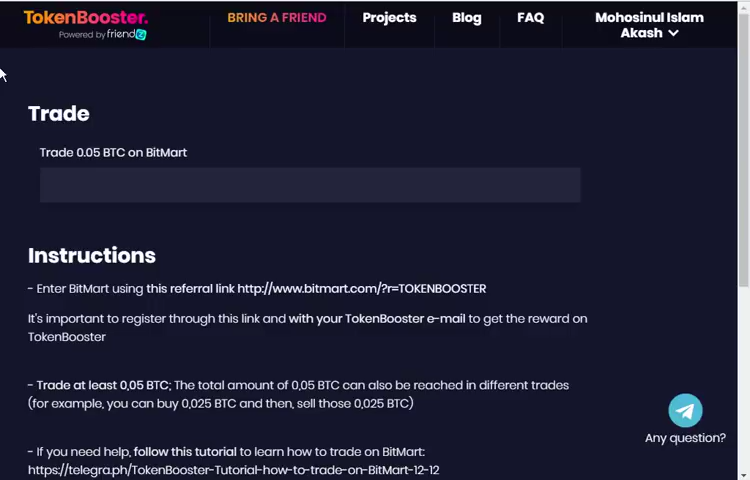 TokenBooster.
Powered by friendz
BRING A FRIEND
Projects
Blog
FAQ
Mohosinul Islam
Akash
Trade
Trade 0.05 BTC on BitMart
Instructions
- Enter BitMart using this referral link http://www.bitmart.com/?r=TOKENBOOSTER
It's important to register through this link and with your TokenBooster e-mail to get the reward on
TokenBooster
- Trade at least 0,05 BTC; The total amount of 0,05 BTC can also be reached in different trades
(for example, you can buy 0,025 BTC and then, sell those 0,025 BTC)
- If you need help, follow this tutorial to learn how to trade on BitMart:
https://telegra.ph/TokenBooster-Tutorial-how-to-trade-on-BitMart-12-12
Any question?